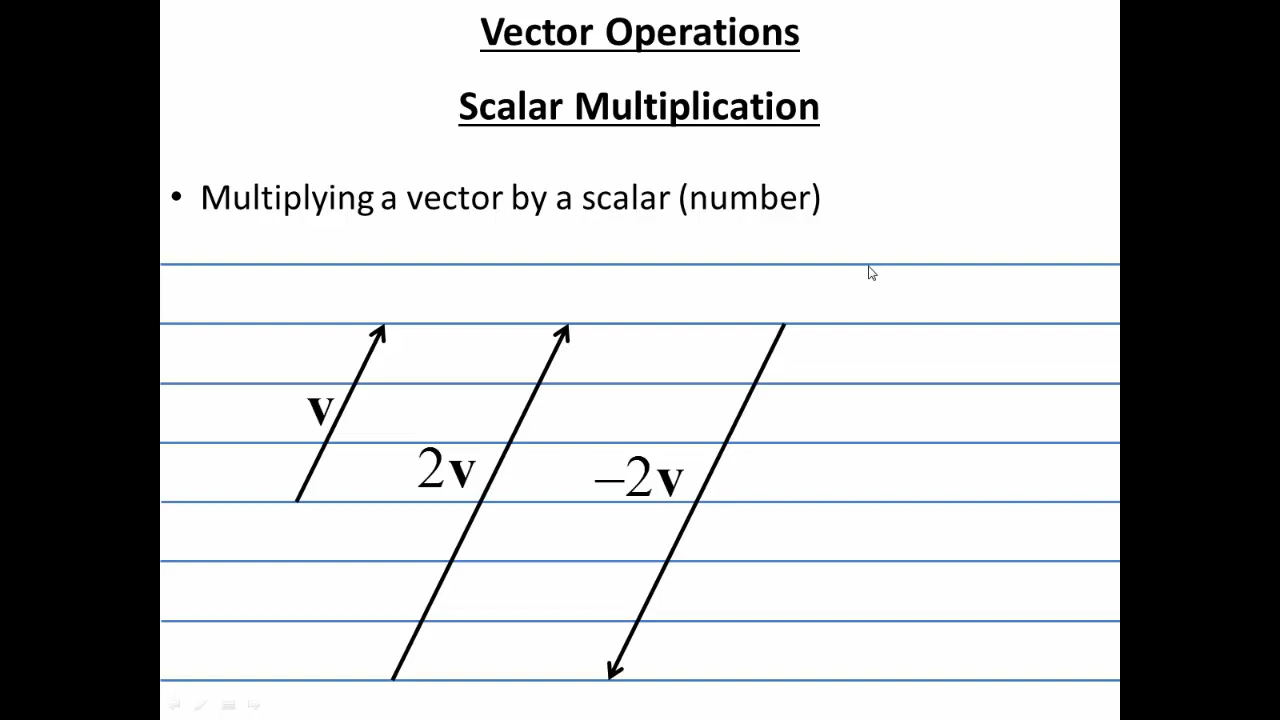 Vector Operations
Scalar Multiplication
• Multiplying a vector by a scalar (number)
v
2v
–2v